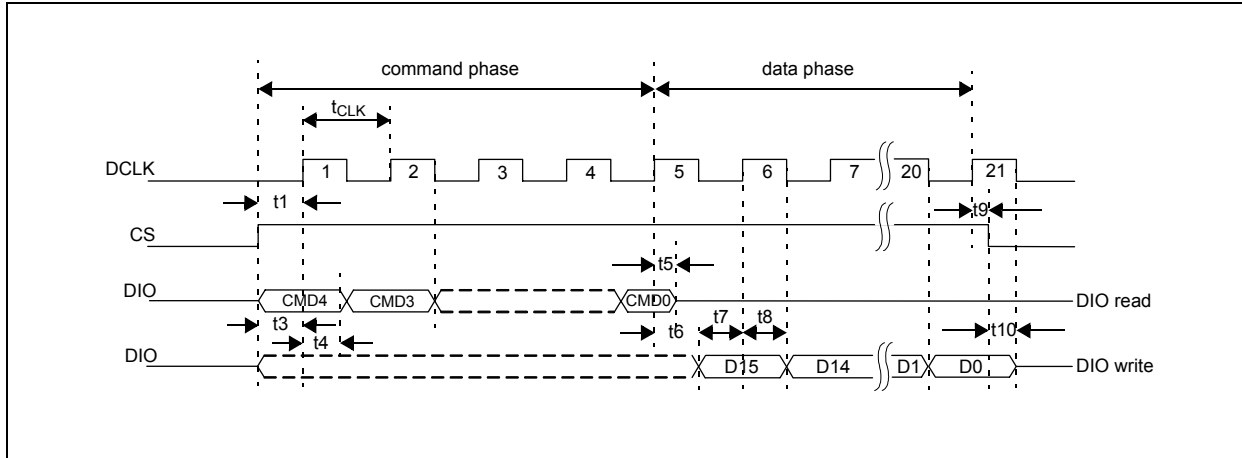 command phase
data phase
tCLK
DCLK
1
2
3
4
5
6
7
20
21
t1
t9
CS
t5
DIO
CMD4
CMD3
CMD0
DIO read
t3
t6
t7
t8
t10
t4
DIO
D15
D14
D1
D0
DIO write